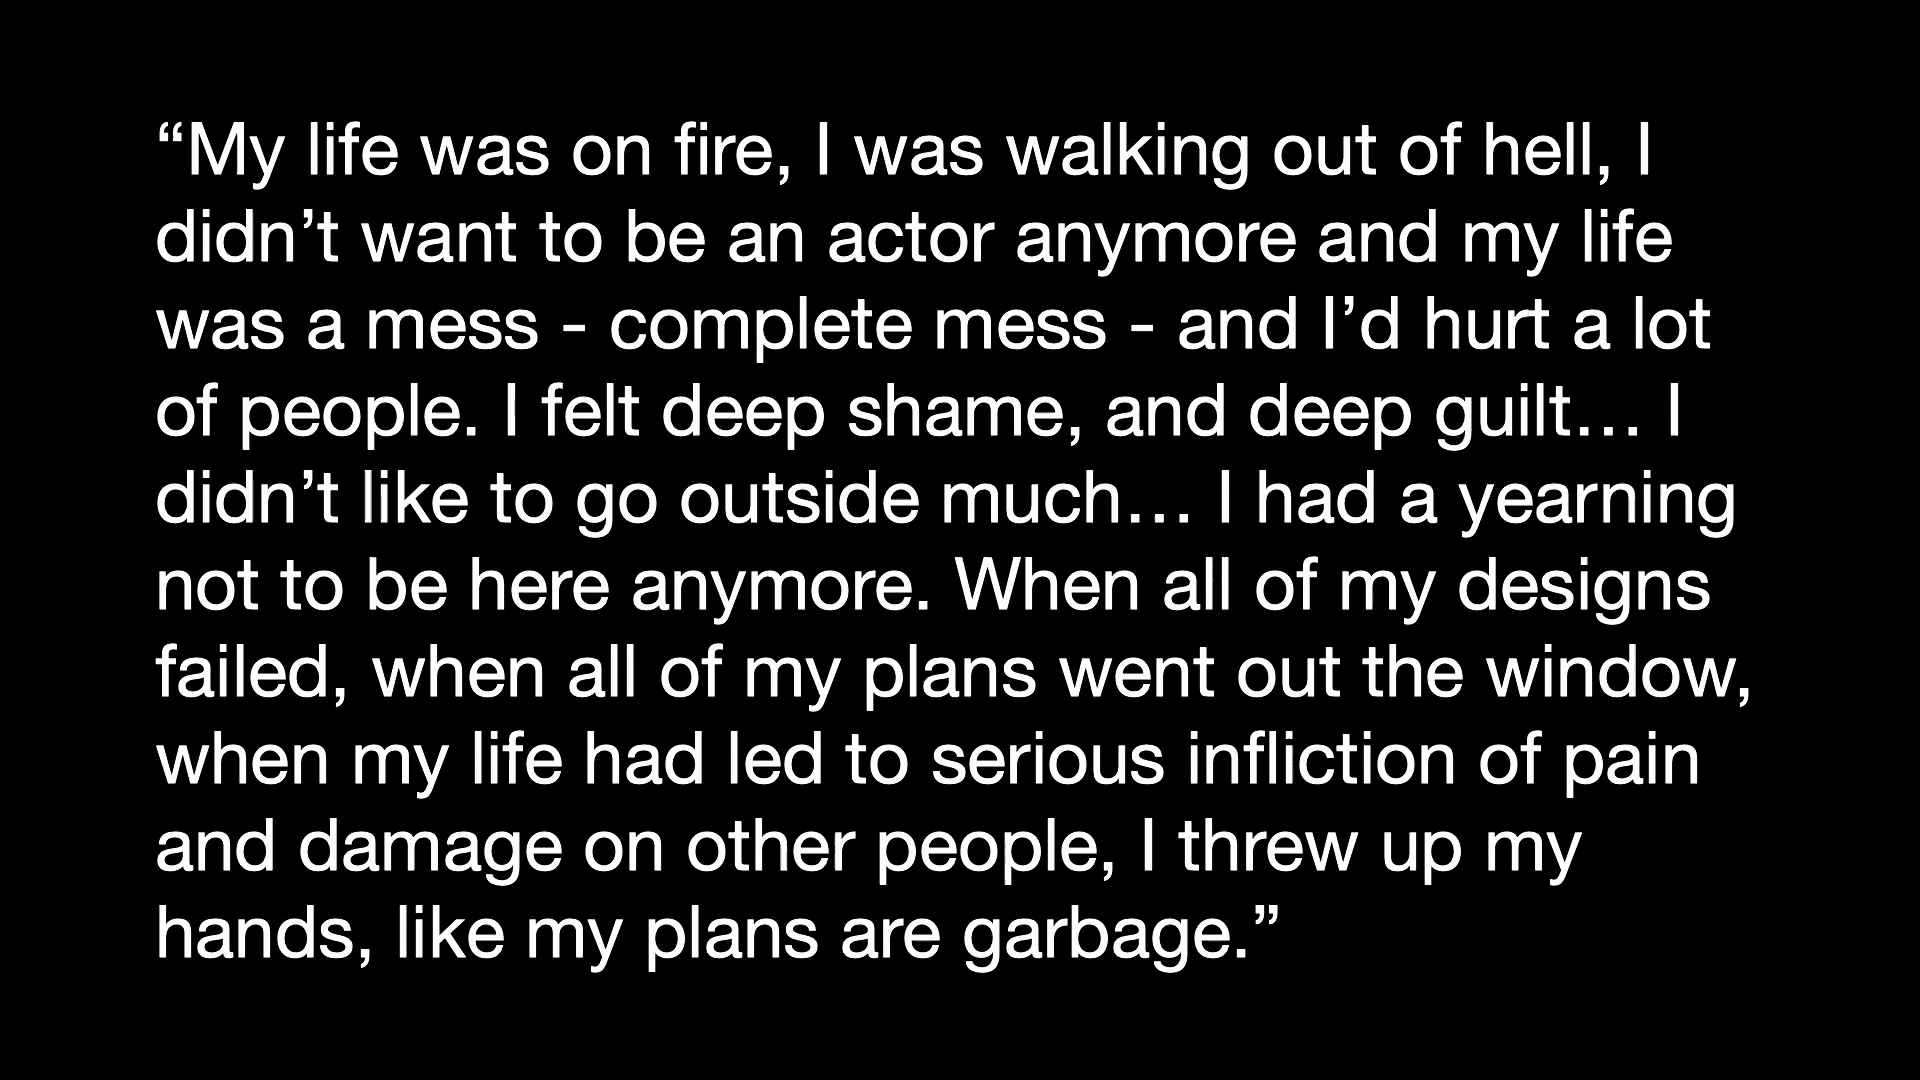 “My life was on fire, I was walking out of hell, I
didn’t want to be an actor anymore and my life
was a mess - complete mess - and I’d hurt a lot
of people. I felt deep shame, and deep guilt… I
didn’t like to go outside much… I had a yearning
not to be here anymore. When all of my designs
failed, when all of my plans went out the window,
when my life had led to serious infliction of pain
and damage on other people, I threw up my
hands, like my plans are garbage.”